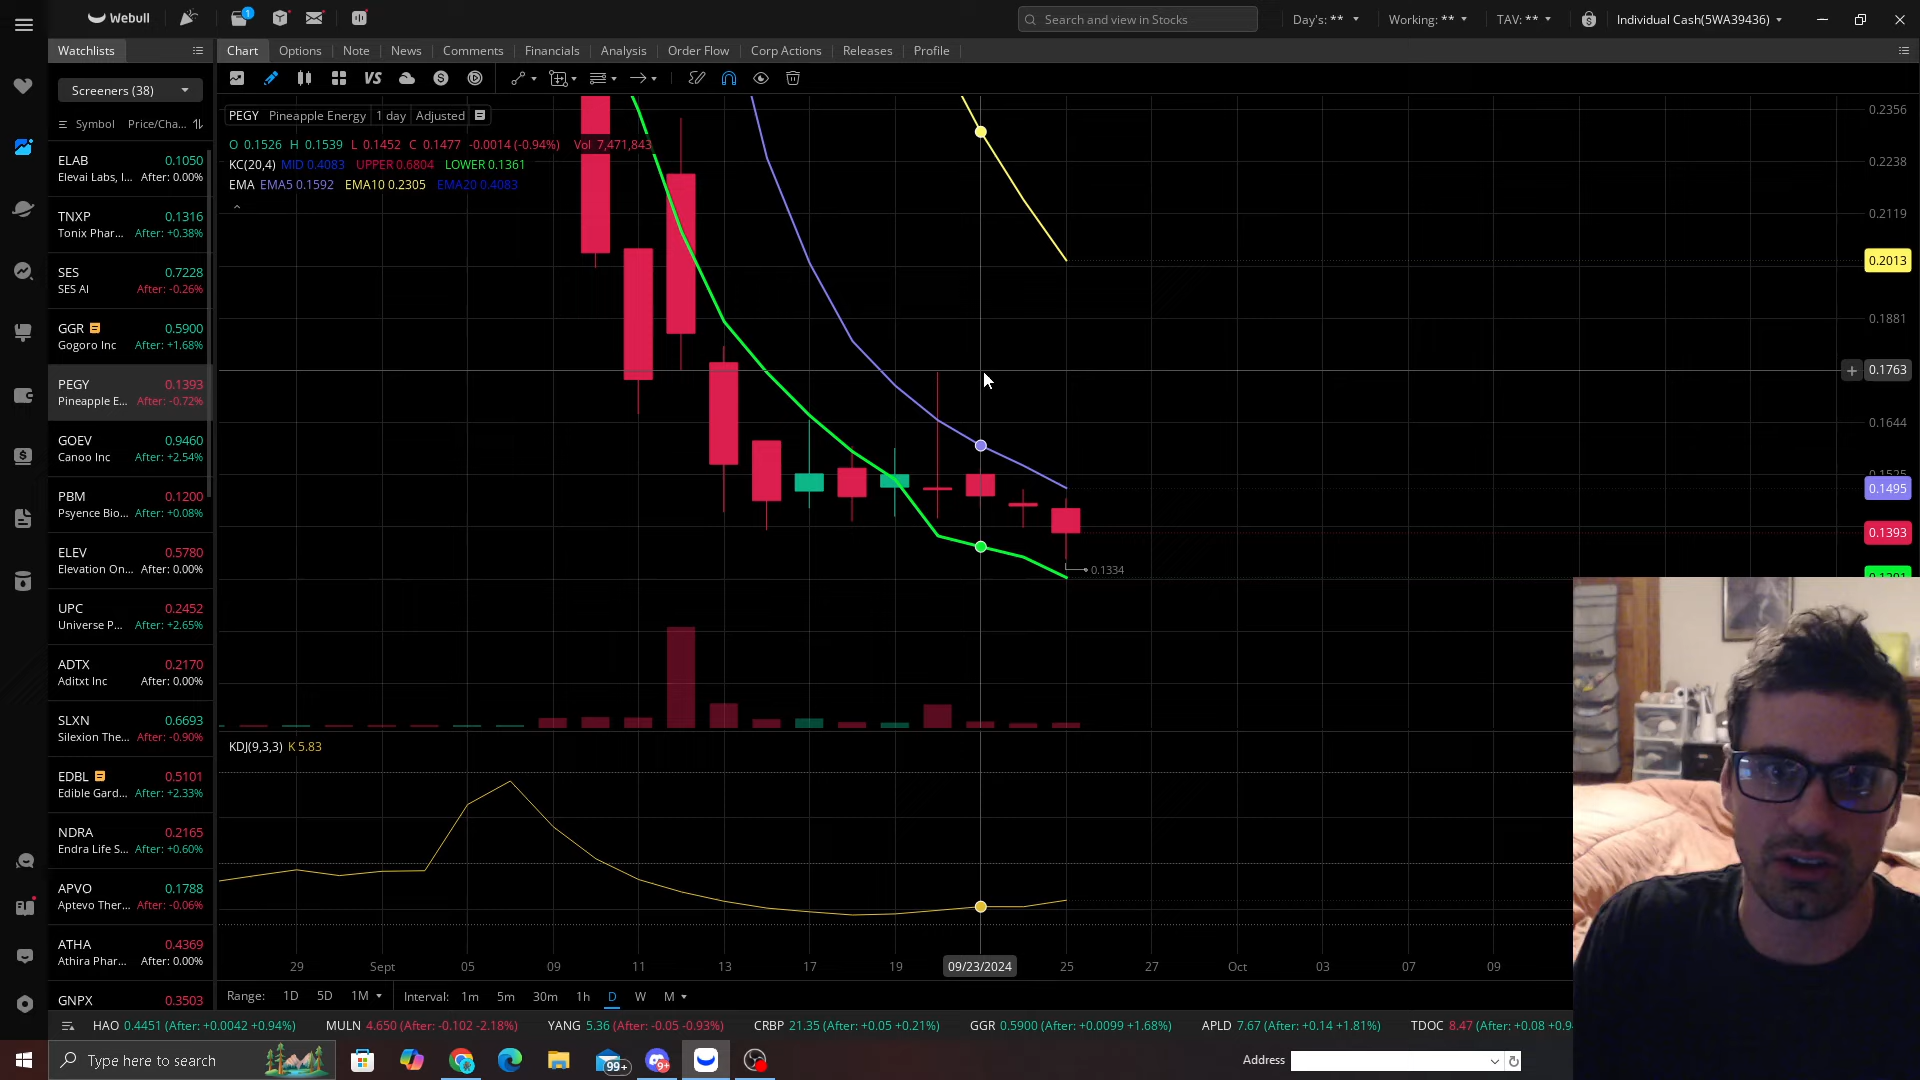 Webull
1
Search and view in Stocks
Day's: **
Working: **
TAV: **
Individual Cash(5WA39436)
Watchlists
Chart
Options
Note
News
Comments
Financials
Analysis
Order Flow
Corp Actions
Releases
Profile
Screeners (38)
VS
S
Symbol
Price/Cha...
ELAB 0.1050
Elevai Labs, I... After: 0.00%
TNXP 0.1316
Tonix Phar... After: +0.38%
SES 0.7228
SES AI After: -0.26%
GGR 0.5900
Gogoro Inc After: +1.68%
PEGY 0.1393
Pineapple E... After: -0.72%
GOEV 0.9460
Canoo Inc After: +2.54%
PBM 0.1200
Psyence Bio... After: +0.08%
ELEV 0.5780
Elevation On... After: 0.00%
UPC 0.2452
Universe P... After: +2.65%
ADTX 0.2170
Aditxt Inc After: 0.00%
SLXN 0.6693
Silexion The... After: -0.90%
EDBL 0.5101
Edible Gard... After: +2.33%
NDRA 0.2165
Endra Life S... After: +0.60%
APVO 0.1788
Aptevo Ther... After: -0.06%
ATHA 0.4369
Athira Phar... After: 0.00%
GNPX 0.3503
PEGY Pineapple Energy 1 day Adjusted
O 0.1526 H 0.1539 L 0.1452 C 0.1477 -0.0014 (-0.94%) Vol 7,471,843
KC(20,4) MID 0.4083 UPPER 0.6804 LOWER 0.1361
EMA EMA5 0.1592 EMA10 0.2305 EMA20 0.4083
0.2356
0.2238
0.2119
0.2013
0.1881
0.1763
0.1644
0.1525
0.1495
0.1393
0.1334
KDJ(9,3,3) K 5.83
29 Sept 05 09 11 13 17 19 09/23/2024 25 27 Oct 03 07 09
Range: 1D 5D 1M Interval: 1m 5m 30m 1h D W M
HAO 0.4451 (After: +0.0042 +0.94%) MULN 4.650 (After: -0.102 -2.18%) YANG 5.36 (After: -0.05 -0.93%) CRBP 21.35 (After: +0.05 +0.21%) GGR 0.5900 (After: +0.0099 +1.68%) APLD 7.67 (After: +0.14 +1.81%) TDOC 8.47 (After: +0.08 +0.9
Type here to search
99+
9+
Address